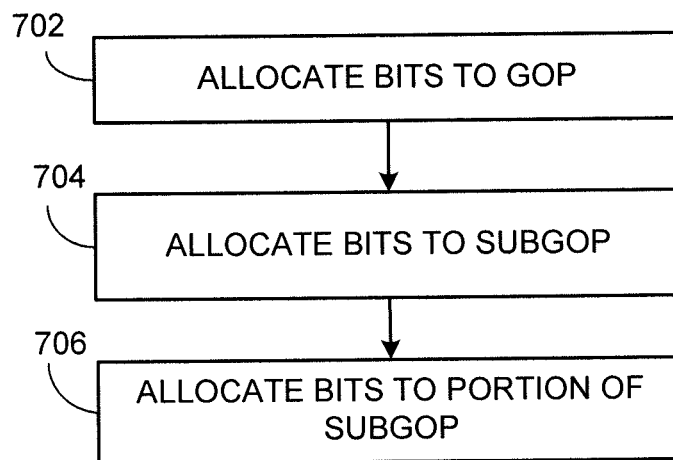 702
ALLOCATE BITS TO GOP
704
ALLOCATE BITS TO SUBGOP
706
ALLOCATE BITS TO PORTION OF
SUBGOP